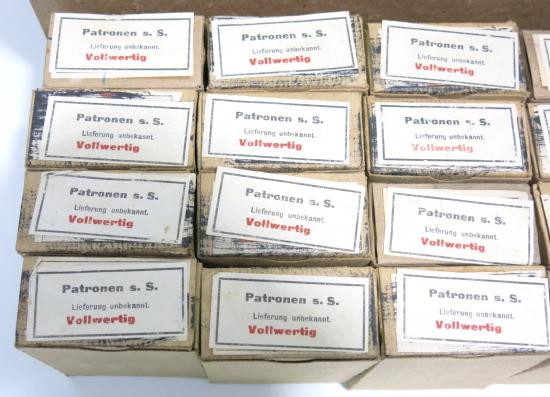 Patronen s. S.
Lieferung unbekannt.
Vollwertig
Patronen s. S.
Lieferung unbekannt.
Vollwertig
Patronen s. S.
Lieferung unbekannt.
Vollwertig
Patronen s. S.
Lieferung unbekannt.
Vollwertig
Patronen s. S.
Lieferung unbekannt.
Vollwertig
Patronen s. S.
Lieferung unbekannt.
Vollwertig
Patronen s. S.
Lieferung unbekannt.
Vollwertig
Patronen s. S.
Lieferung unbekannt.
Vollwertig
Patronen s. S.
Lieferung unbekannt.
Vollwertig
Patronen s. S.
Lieferung unbekannt.
Vollwertig
Patronen s. S.
Lieferung unbekannt.
Vollwertig
Patronen s. S.
Lieferung unbekannt.
Vollwertig